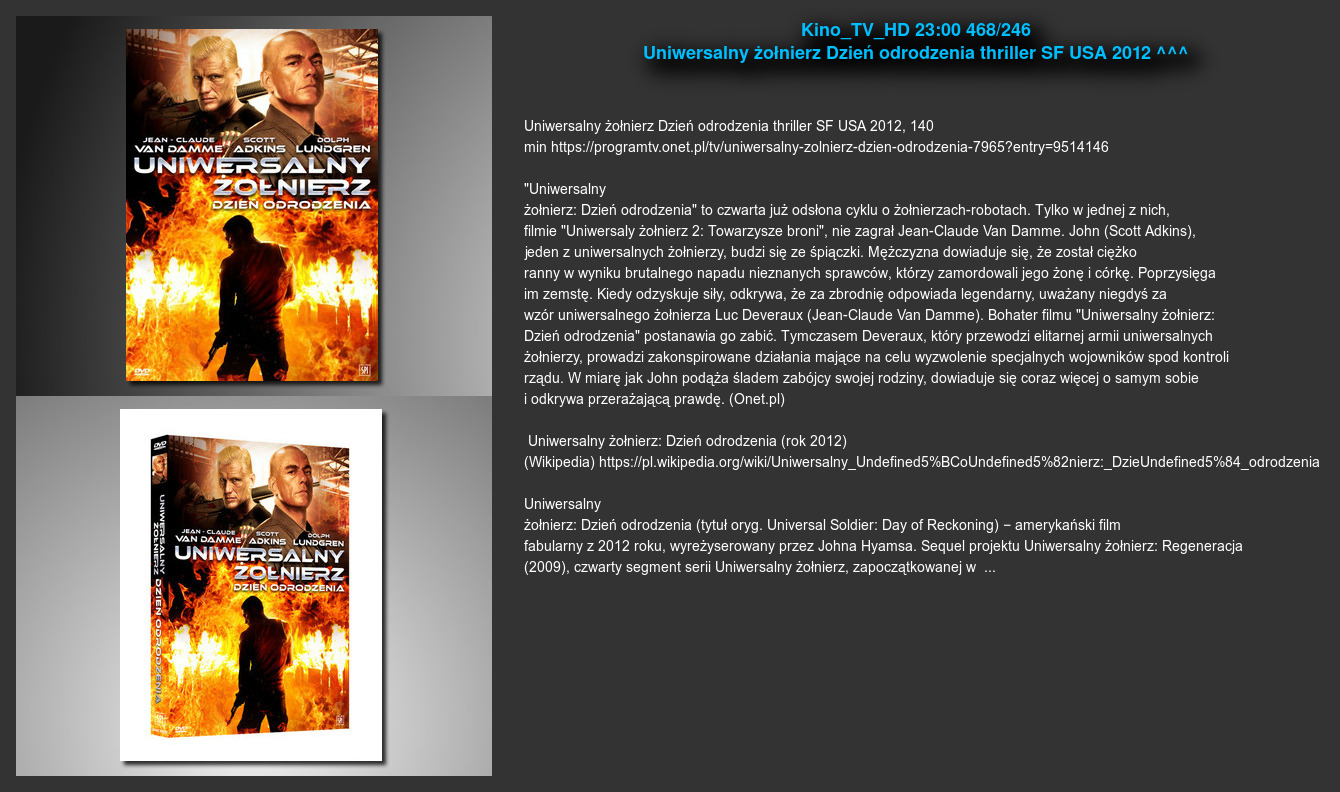 JEAN - CLAUDE SCOTT DOLPH
VAN DAMME ADKINS LUNDGREN
UNIWERSALNY
ŻOŁNIERZ
DZIEŃ ODRODZENIA
DVD
SPI
DVD
UNIWERSALNY
ŻOŁNIERZ DZIEŃ ODRODZENIA
JEAN - CLAUDE SCOTT DOLPH
VAN DAMME ADKINS LUNDGREN
UNIWERSALNY
ŻOŁNIERZ
DZIEŃ ODRODZENIA
SPI
DVD
SPI
Kino_TV_HD 23:00 468/246
Uniwersalny żołnierz Dzień odrodzenia thriller SF USA 2012 ^^^
Uniwersalny żołnierz Dzień odrodzenia thriller SF USA 2012, 140
min https://programtv.onet.pl/tv/uniwersalny-zolnierz-dzien-odrodzenia-7965?entry=9514146
"Uniwersalny
żołnierz: Dzień odrodzenia" to czwarta już odsłona cyklu o żołnierzach-robotach. Tylko w jednej z nich,
filmie "Uniwersaly żołnierz 2: Towarzysze broni", nie zagrał Jean-Claude Van Damme. John (Scott Adkins),
jeden z uniwersalnych żołnierzy, budzi się ze śpiączki. Mężczyzna dowiaduje się, że został ciężko
ranny w wyniku brutalnego napadu nieznanych sprawców, którzy zamordowali jego żonę i córkę. Poprzysięga
im zemstę. Kiedy odzyskuje siły, odkrywa, że za zbrodnię odpowiada legendarny, uważany niegdyś za
wzór uniwersalnego żołnierza Luc Deveraux (Jean-Claude Van Damme). Bohater filmu "Uniwersalny żołnierz:
Dzień odrodzenia" postanawia go zabić. Tymczasem Deveraux, który przewodzi elitarnej armii uniwersalnych
żołnierzy, prowadzi zakonspirowane działania mające na celu wyzwolenie specjalnych wojowników spod kontroli
rządu. W miarę jak John podąża śladem zabójcy swojej rodziny, dowiaduje się coraz więcej o samym sobie
i odkrywa przerażającą prawdę. (Onet.pl)
Uniwersalny żołnierz: Dzień odrodzenia (rok 2012)
(Wikipedia) https://pl.wikipedia.org/wiki/Uniwersalny_Undefined5%BCoUndefined5%82nierz:_DzieUndefined5%84_odrodzenia
Uniwersalny
żołnierz: Dzień odrodzenia (tytuł oryg. Universal Soldier: Day of Reckoning) – amerykański film
fabularny z 2012 roku, wyreżyserowany przez Johna Hyamsa. Sequel projektu Uniwersalny żołnierz: Regeneracja
(2009), czwarty segment serii Uniwersalny żołnierz, zapoczątkowanej w  ...